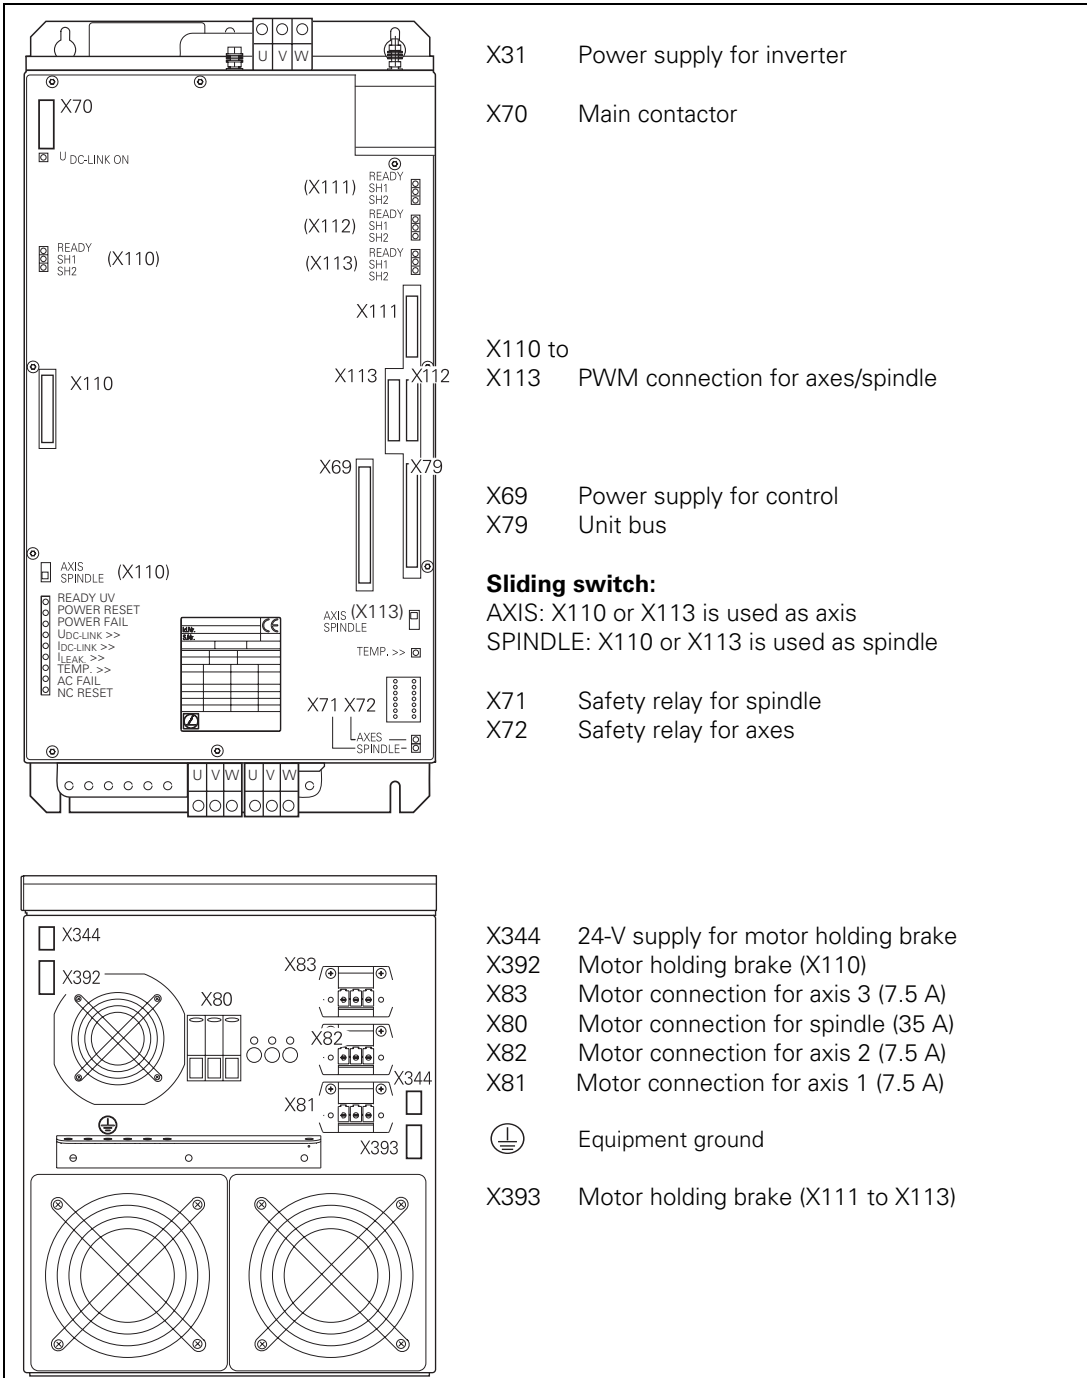 U V W
X70
U DC-LINK ON
(X111) READY
SH1
SH2
(X112) READY
SH1
SH2
(X113) READY
SH1
SH2
READY
SH1
SH2
(X110)
X111
X110
X113 X112
X69 X79
AXIS
SPINDLE (X110)
READY UV
POWER RESET
POWER FAIL
UDC-LINK >>
IDC-LINK >>
ILEAK. >>
TEMP. >>
AC FAIL
NC RESET
Id.Nr.
S.Nr.
CE
AXIS (X113)
SPINDLE
TEMP. >>
X71 X72
AXES
SPINDLE
U V W U V W
X31 Power supply for inverter
X70 Main contactor
X110 to
X113 PWM connection for axes/spindle
X69 Power supply for control
X79 Unit bus
Sliding switch:
AXIS: X110 or X113 is used as axis
SPINDLE: X110 or X113 is used as spindle
X71 Safety relay for spindle
X72 Safety relay for axes
X344
X392
X80
X83
X82
X344
X81
X393
X344 24-V supply for motor holding brake
X392 Motor holding brake (X110)
X83 Motor connection for axis 3 (7.5 A)
X80 Motor connection for spindle (35 A)
X82 Motor connection for axis 2 (7.5 A)
X81 Motor connection for axis 1 (7.5 A)
Equipment ground
X393 Motor holding brake (X111 to X113)